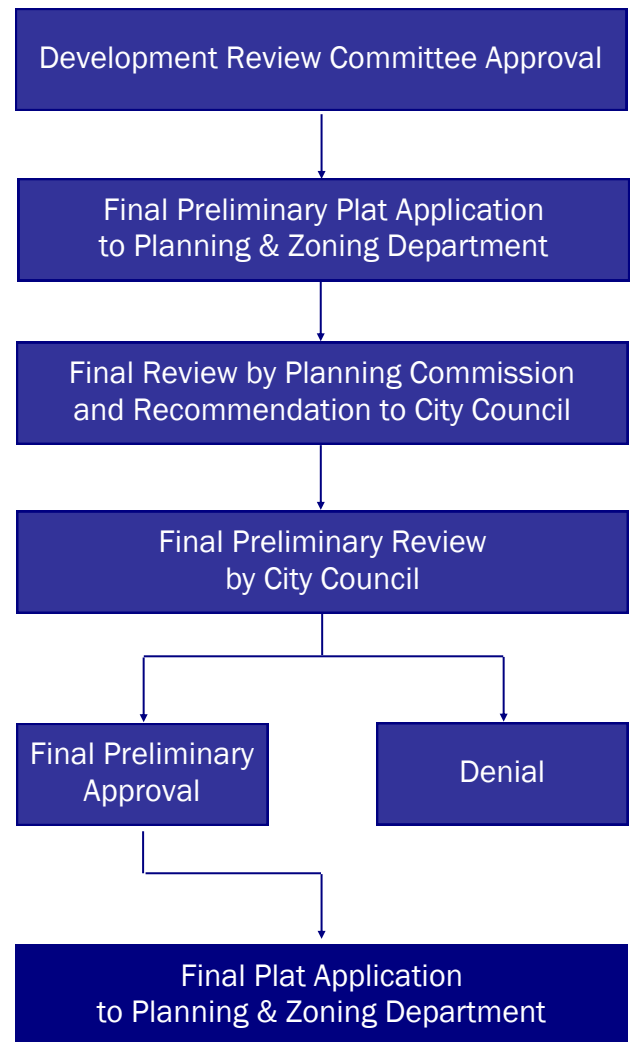 Development Review Committee Approval
Final Preliminary Plat Application
to Planning & Zoning Department
Final Review by Planning Commission
and Recommendation to City Council
Final Preliminary Review
by City Council
Final Preliminary
Approval
Denial
Final Plat Application
to Planning & Zoning Department